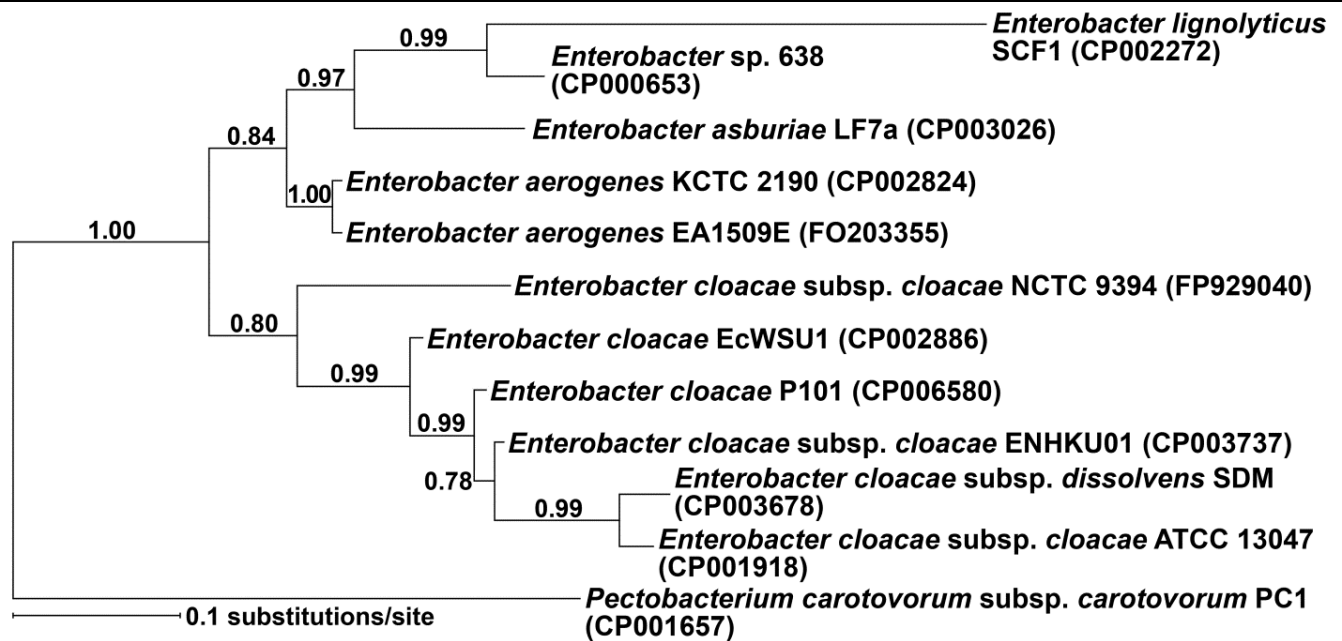 0.99
Enterobacter lignolyticus
SCF1 (CP002272)
Enterobacter sp. 638
(CP000653)
0.97
Enterobacter asburiae LF7a (CP003026)
0.84
Enterobacter aerogenes KCTC 2190 (CP002824)
1.00
Enterobacter aerogenes EA1509E (FO203355)
1.00
Enterobacter cloacae subsp. cloacae NCTC 9394 (FP929040)
0.80
Enterobacter cloacae EcWSU1 (CP002886)
0.99
Enterobacter cloacae P101 (CP006580)
0.99
Enterobacter cloacae subsp. cloacae ENHKU01 (CP003737)
0.78
Enterobacter cloacae subsp. dissolvens SDM
(CP003678)
0.99
Enterobacter cloacae subsp. cloacae ATCC 13047
(CP001918)
Pectobacterium carotovorum subsp. carotovorum PC1
(CP001657)
0.1 substitutions/site